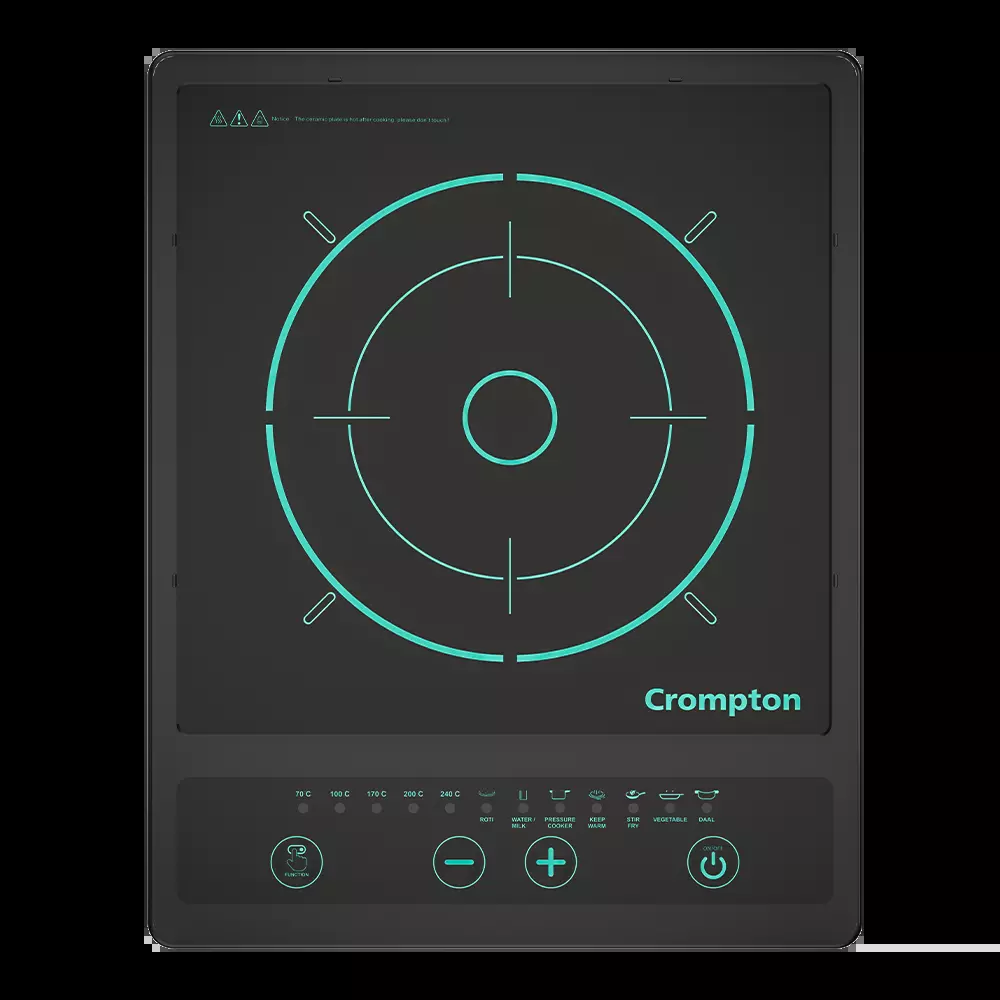 Notice The ceramic plate is hot after cooking, please don't touch!
Crompton
70 C 100 C 170 C 200 C 240 C
ROTI WATER / MILK PRESSURE COOKER KEEP WARM STIR FRY VEGETABLE DAAL
FUNCTION
ON/OFF